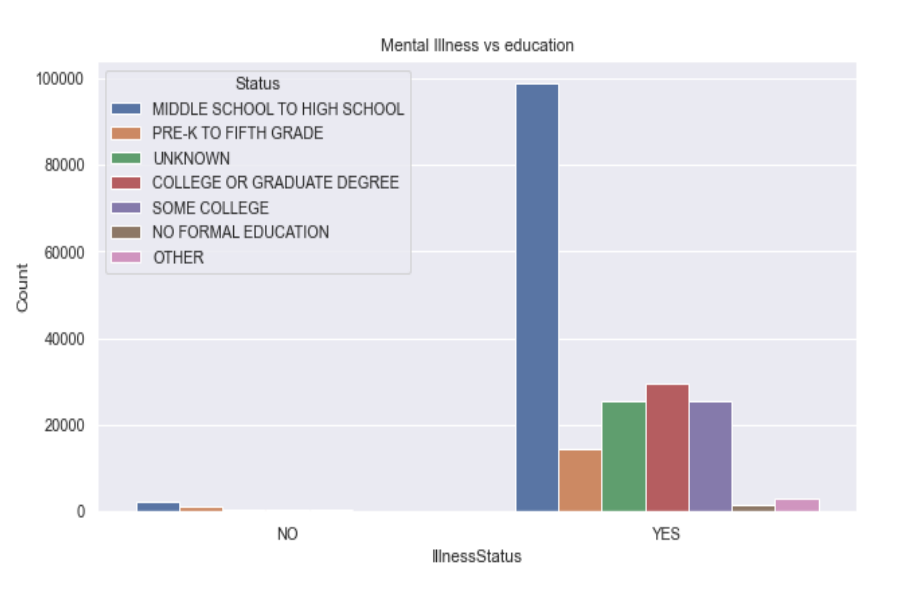 Mental Illness vs education
100000
80000
60000
40000
20000
0
Count
Status
MIDDLE SCHOOL TO HIGH SCHOOL
PRE-K TO FIFTH GRADE
UNKNOWN
COLLEGE OR GRADUATE DEGREE
SOME COLLEGE
NO FORMAL EDUCATION
OTHER
NO
YES
IllnessStatus